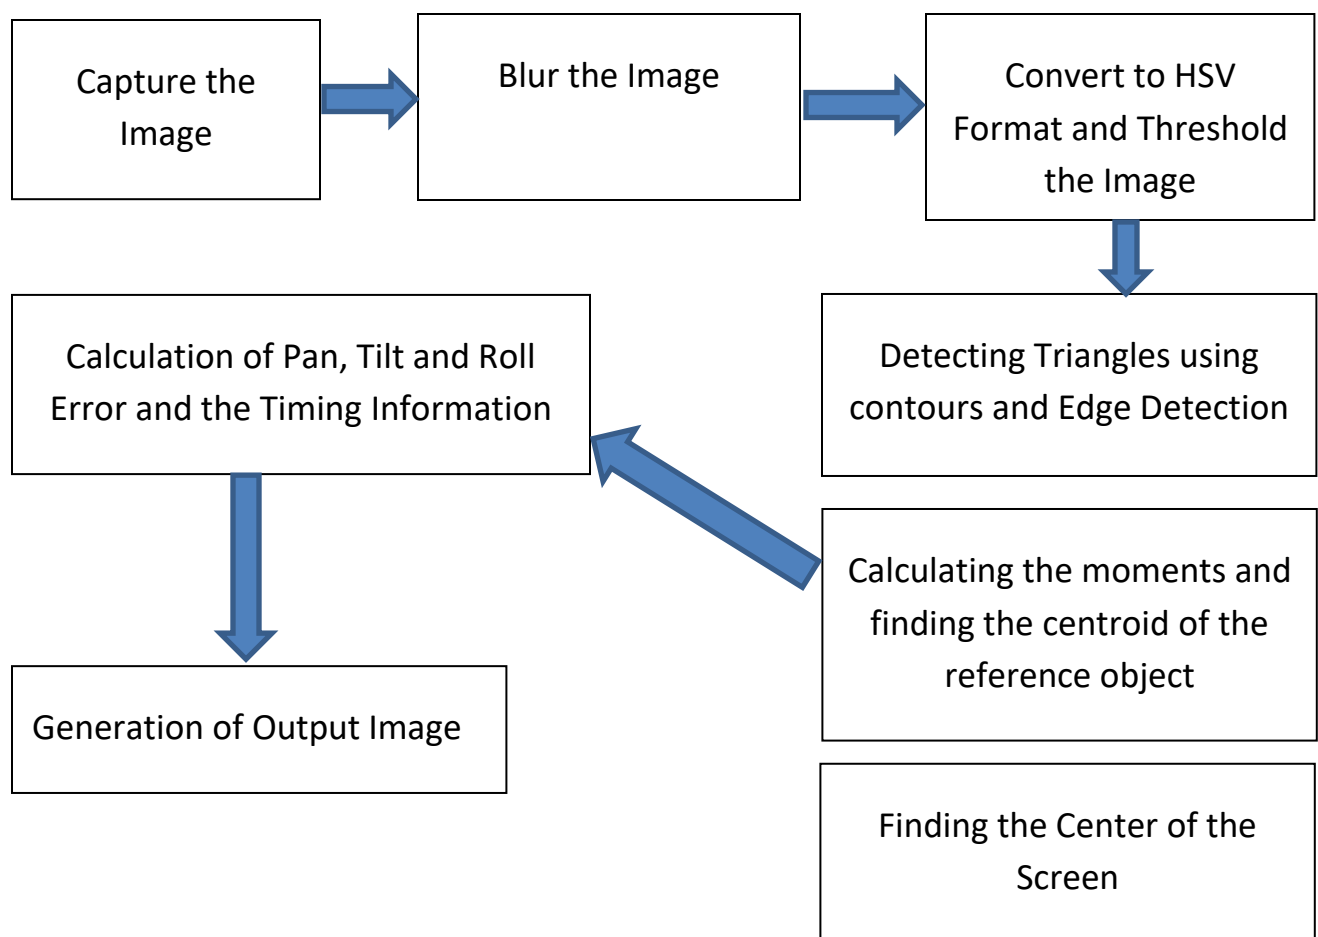 Capture the
Image
Blur the Image
Convert to HSV
Format and Threshold
the Image
Detecting Triangles using
contours and Edge Detection
Calculating the moments and
finding the centroid of the
reference object
Finding the Center of the
Screen
Calculation of Pan, Tilt and Roll
Error and the Timing Information
Generation of Output Image